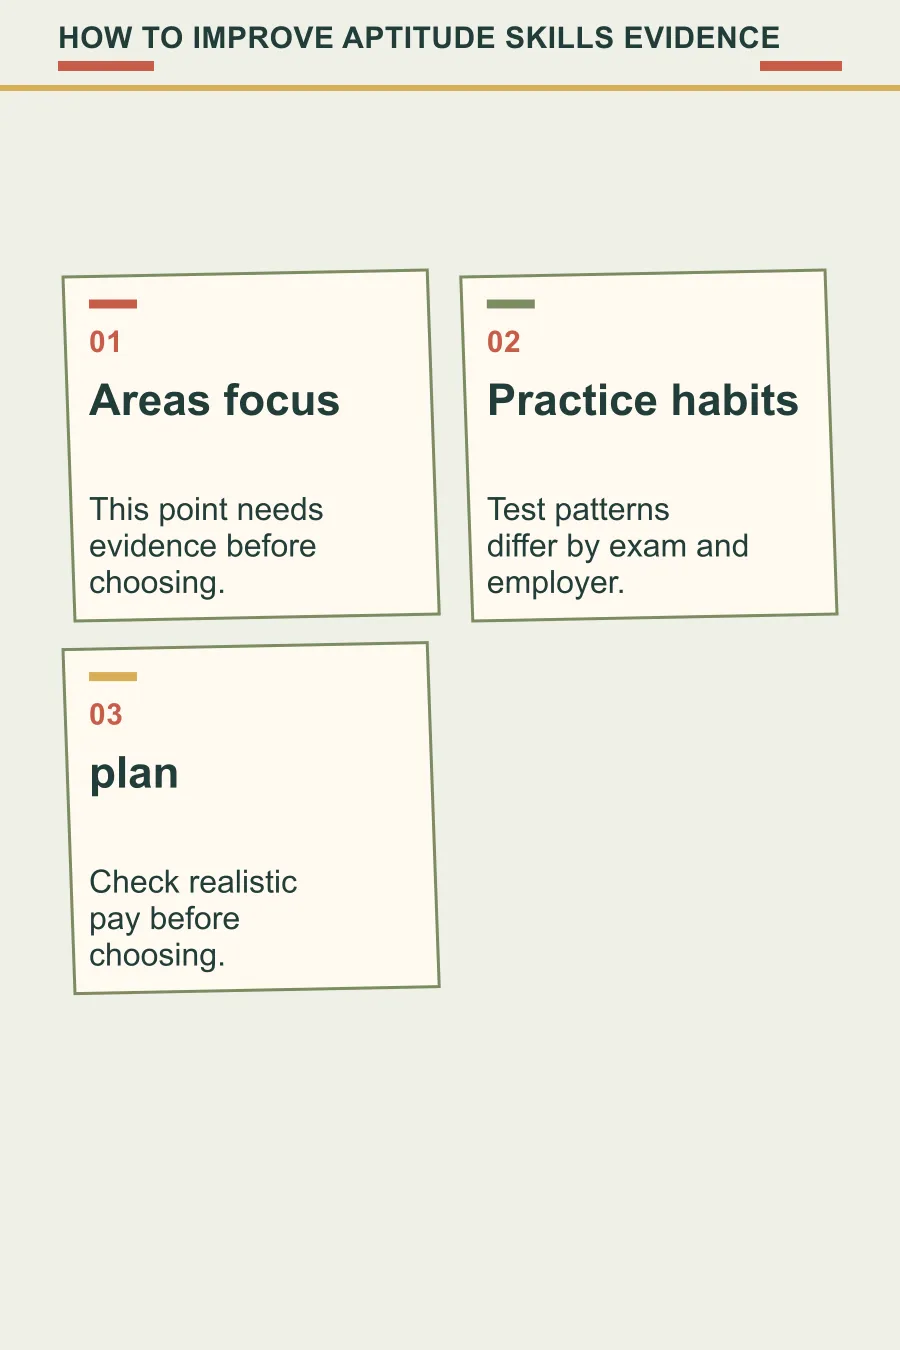 HOW TO IMPROVE APTITUDE SKILLS EVIDENCE
01
Areas focus
This point needs
evidence before
choosing.
02
Practice habits
Test patterns
differ by exam and
employer.
03
plan
Check realistic
pay before
choosing.